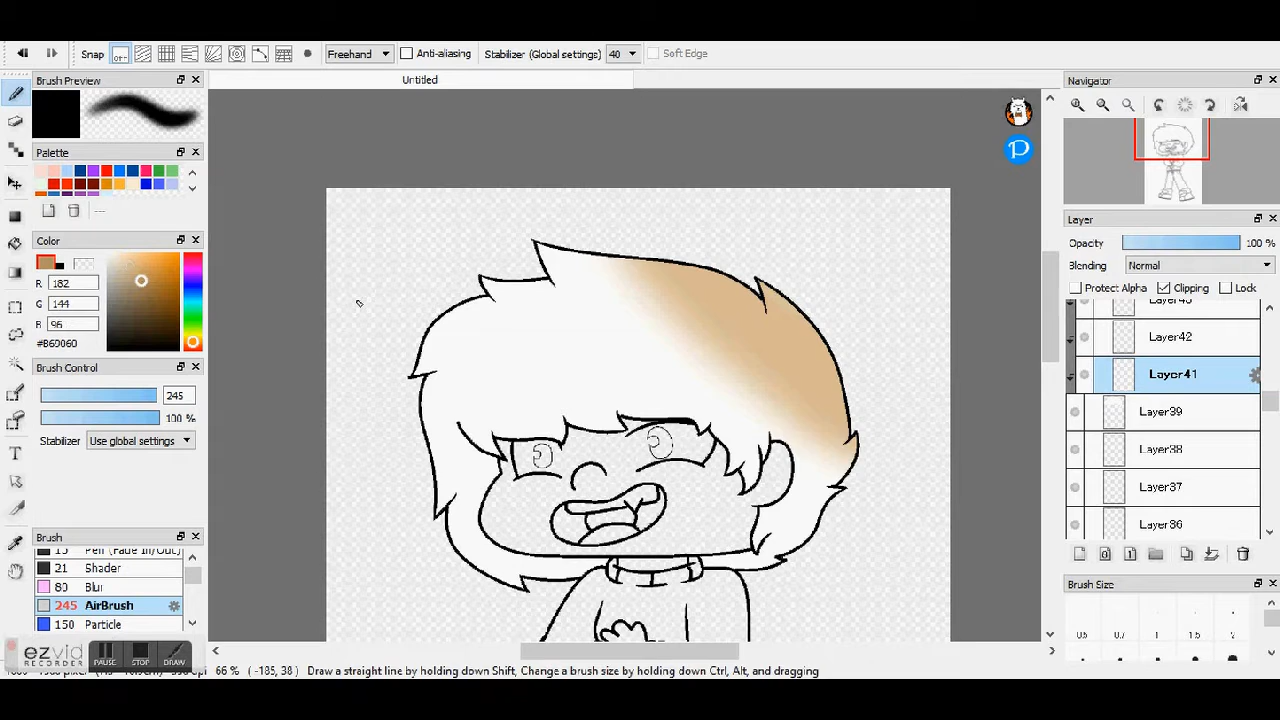 Snap
Off
Freehand
Anti-aliasing
Stabilizer (Global settings)
40
Soft Edge
Brush Preview
Untitled
Navigator
Palette
---
Color
R 182
G 144
B 96
#B69060
Brush Control
245
100 %
Stabilizer Use global settings
Brush
15 Pen (Fade In/Out)
21 Shader
80 Blur
245 AirBrush
150 Particle
ezvid
RECORDER
PAUSE
STOP
DRAW
66 % ( -185, 38 ) Draw a straight line by holding down Shift, Change a brush size by holding down Ctrl, Alt, and dragging
P
Layer
Opacity 100 %
Blending Normal
Protect Alpha
Clipping
Lock
Layer43
Layer42
Layer41
Layer39
Layer38
Layer37
Layer36
Brush Size
0.5 0.7 1 1.5 2